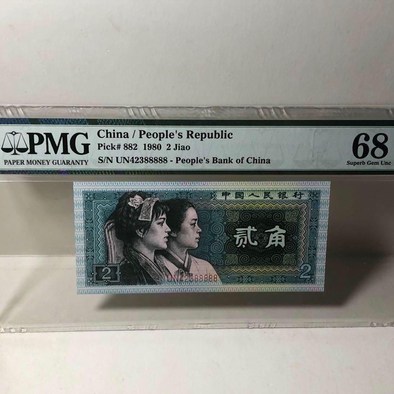 PMG
PAPER MONEY GUARANTY
China / People's Republic
Pick# 882 1980 2 Jiao
S/N UN42388888 - People's Bank of China
68
Superb Gem Unc
中国人民银行
贰角
2
UN42388888
2